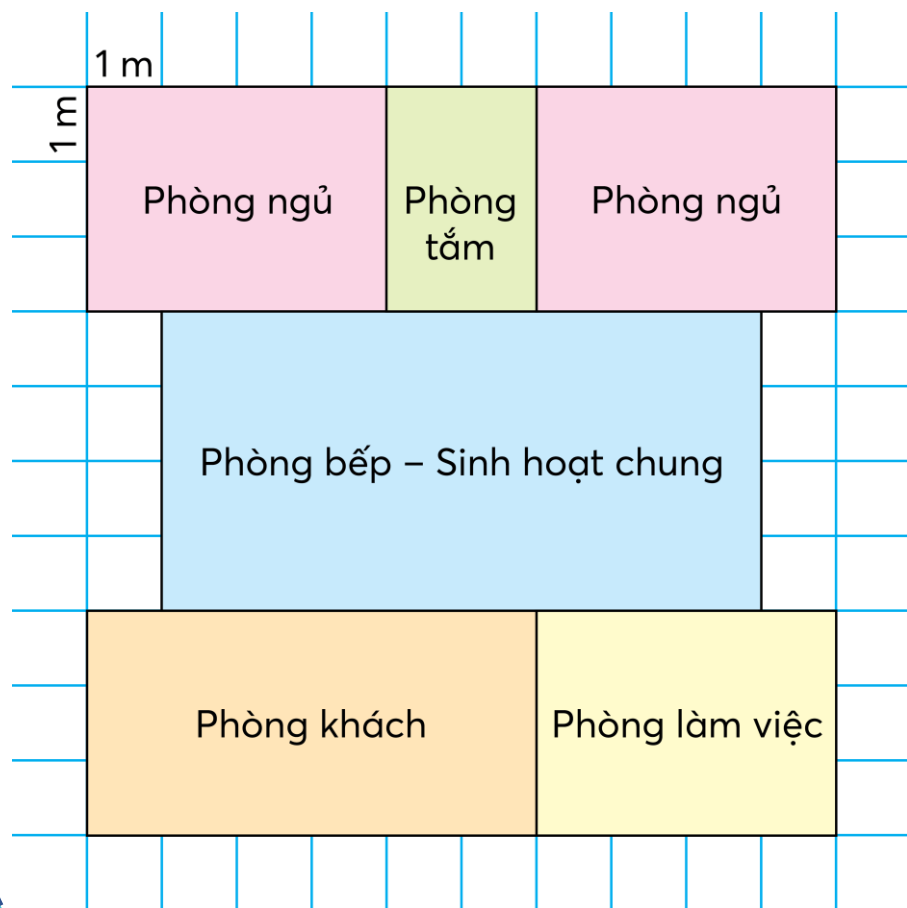 1 m
1 m
Phòng ngủ
Phòng
tắm
Phòng ngủ
Phòng bếp – Sinh hoạt chung
Phòng khách
Phòng làm việc